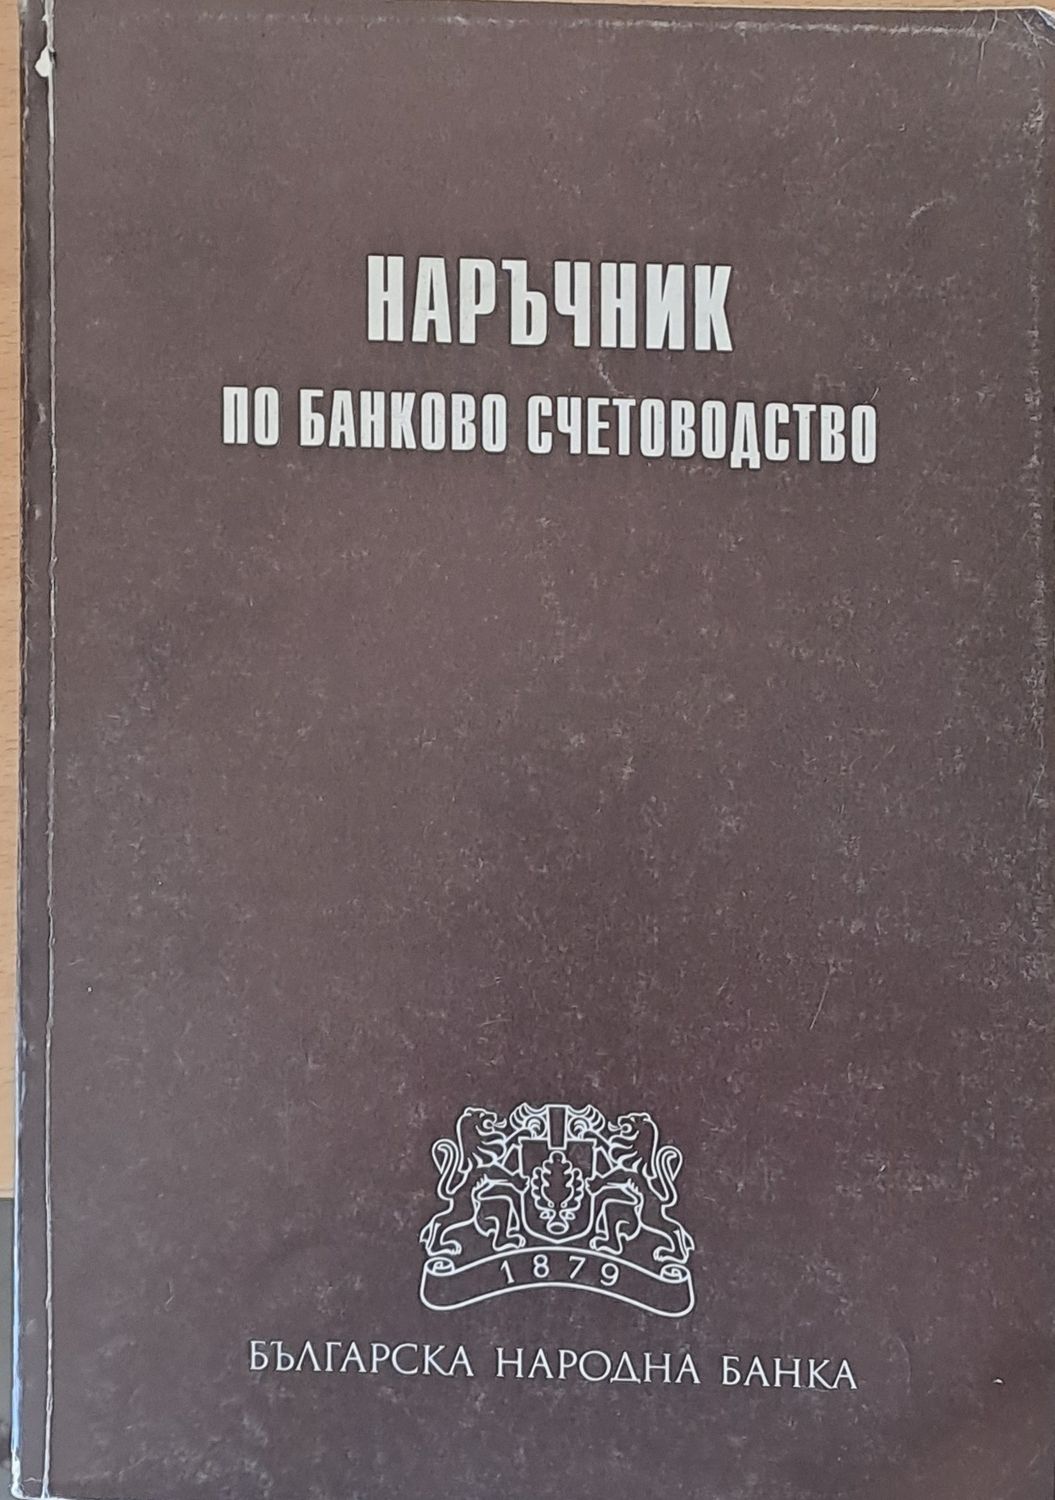 НАРЪЧНИК
ПО БАНКОВО СЧЕТОВОДСТВО
1879
БЪЛГАРСКА НАРОДНА БАНКА